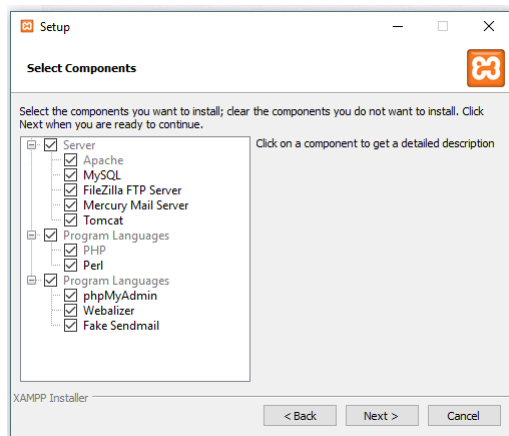 Setup
Select Components
Select the components you want to install; clear the components you do not want to install. Click
Next when you are ready to continue.
Server
Apache
MySQL
FileZilla FTP Server
Mercury Mail Server
Tomcat
Program Languages
PHP
Perl
Program Languages
phpMyAdmin
Webalizer
Fake Sendmail
Click on a component to get a detailed description
XAMPP Installer
< Back
Next >
Cancel